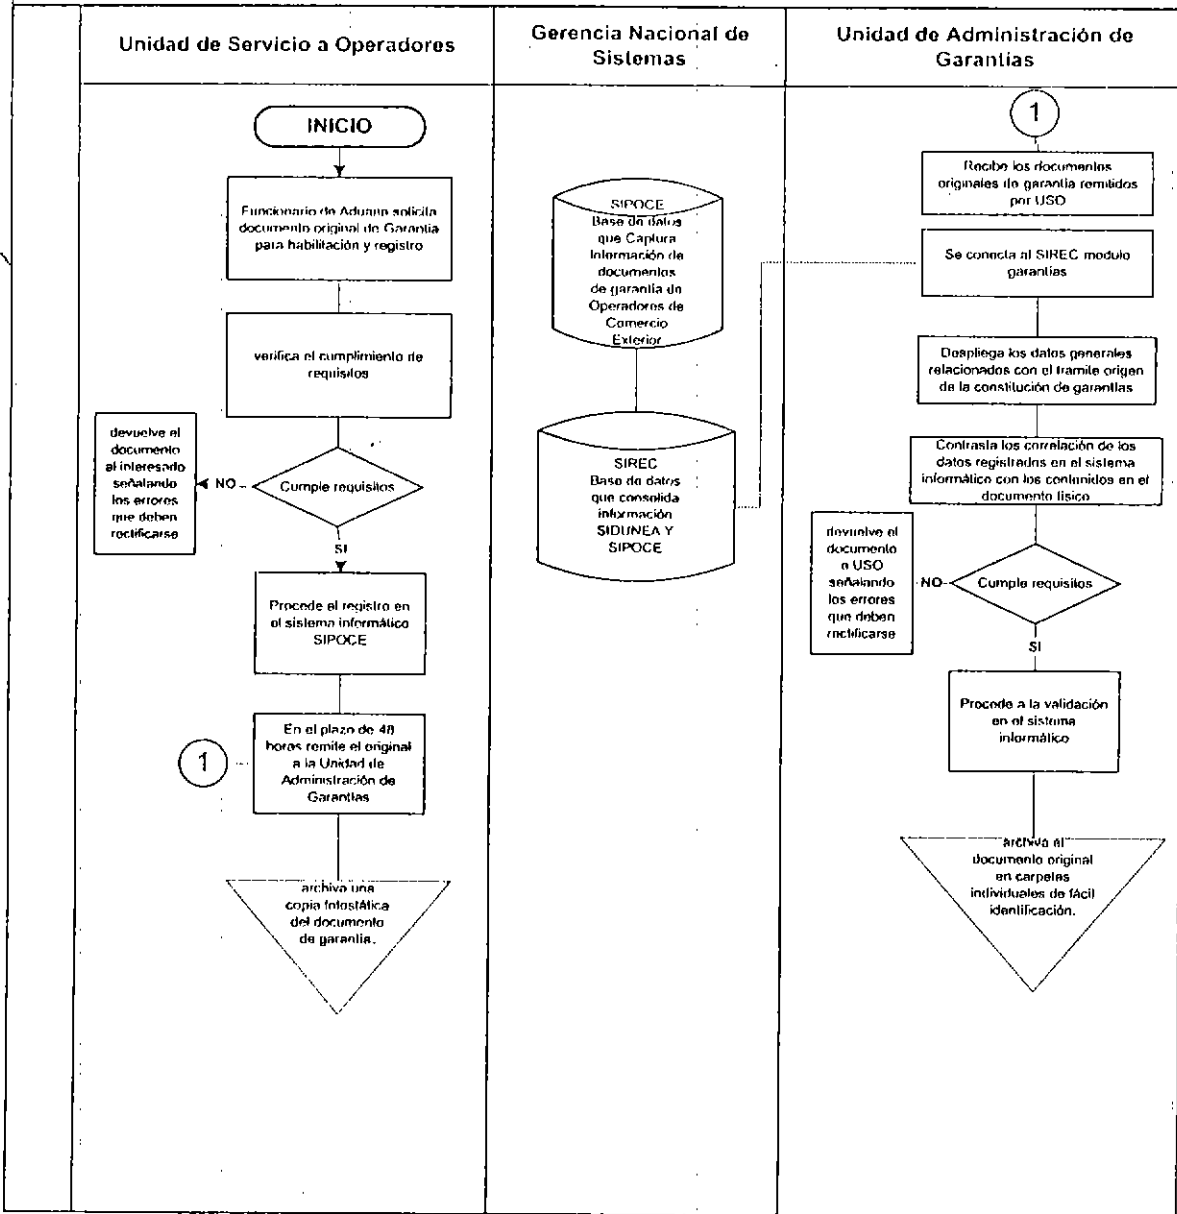 Unidad de Servicio a Operadores
Gerencia Nacional de
Sistemas
Unidad de Administración de
Garantías
INICIO
Funcionario de Aduana solicita
documento original de Garantía
para habilitación y registro
verifica el cumplimiento de
requisitos
devuelve el
documento
al interesado
señalando
los errores
que deben
rectificarse
NO
Cumple requisitos
SI
Procede el registro en
el sistema informático
SIPOCE
1
En el plazo de 48
horas remite el original
a la Unidad de
Administración de
Garantías
archiva una
copia fotostática
del documento
de garantía.
SIPOCE
Base de datos
que Captura
Información de
documentos
de garantía de
Operadores de
Comercio
Exterior
SIREC
Base de datos
que consolida
información
SIDUNEA Y
SIPOCE
1
Recibe los documentos
originales de garantía remitidos
por USO
Se conecta al SIREC modulo
garantías
Despliega los datos generales
relacionados con el tramite origen
de la constitución de garantías
Contrasta los correlación de los
datos registrados en el sistema
informático con los contenidos en el
documento físico
devuelve el
documento
a USO
señalando
los errores
que deben
rectificarse
NO
Cumple requisitos
SI
Procede a la validación
en el sistema
informático
archiva el
documento original
en carpetas
individuales de fácil
identificación.